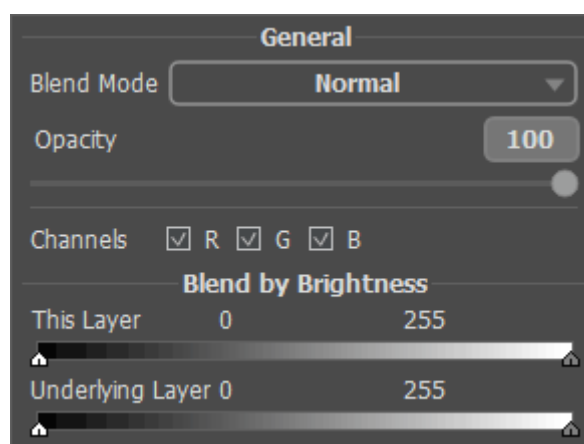 General
Blend Mode Normal
Opacity 100
Channels R G B
Blend by Brightness
This Layer 0 255
Underlying Layer 0 255